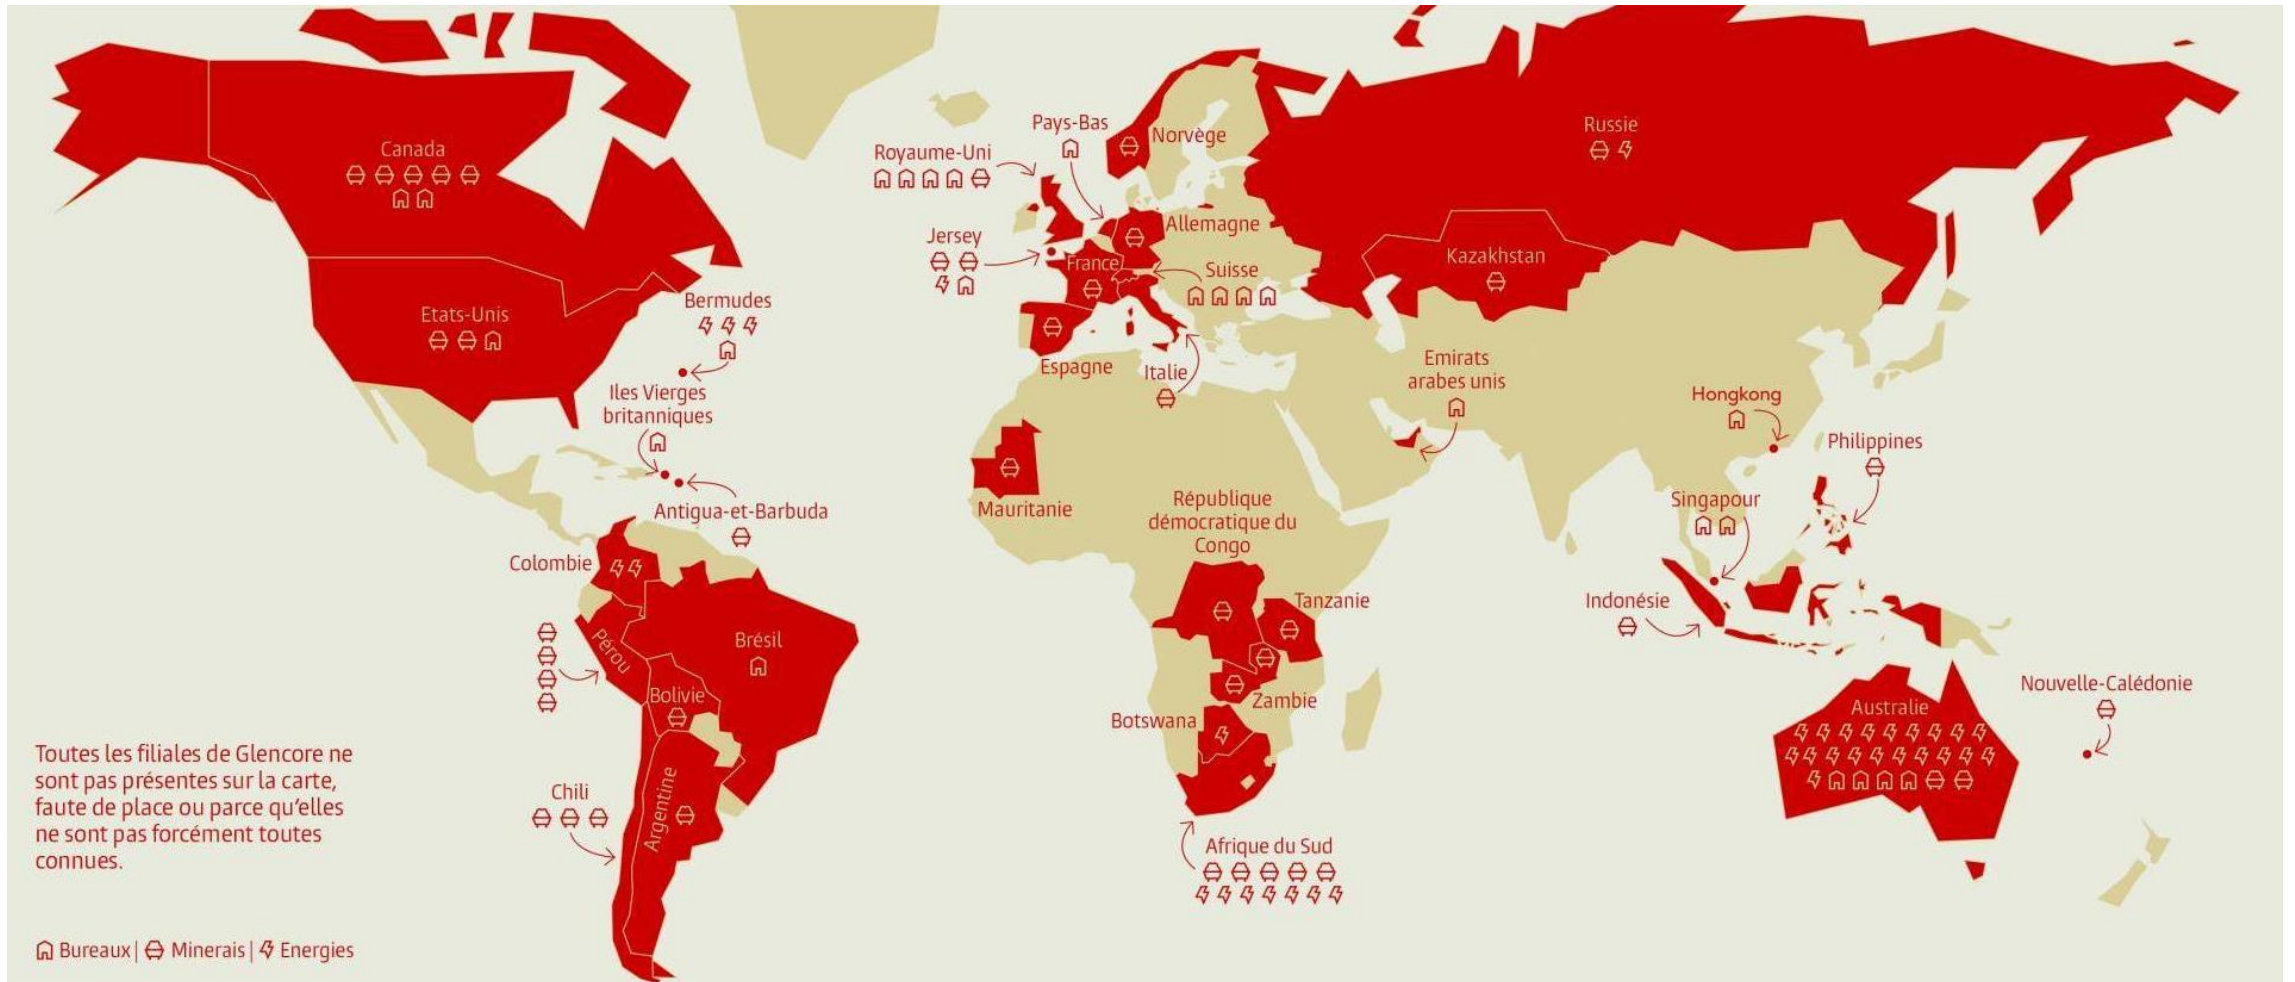 Canada
Etats-Unis
Bermudes
Iles Vierges
britanniques
Antigua-et-Barbuda
Colombie
Pérou
Brésil
Bolivie
Chili
Argentine
Royaume-Uni
Pays-Bas
Norvège
Jersey
Allemagne
France
Suisse
Espagne
Italie
Mauritanie
République
démocratique du
Congo
Tanzanie
Zambie
Botswana
Afrique du Sud
Russie
Kazakhstan
Emirats
arabes unis
Hongkong
Philippines
Singapour
Indonésie
Nouvelle-Calédonie
Australie
Toutes les filiales de Glencore ne
sont pas présentes sur la carte,
faute de place ou parce qu'elles
ne sont pas forcément toutes
connues.
Bureaux | Minerais | Energies